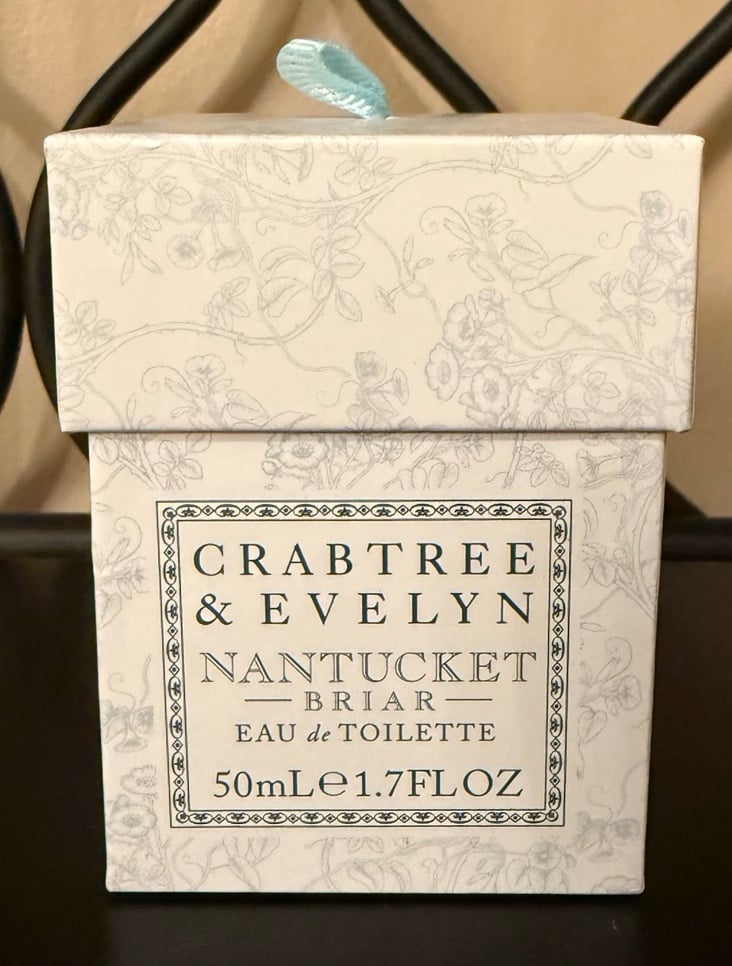 CRABTREE
& EVELYN
NANTUCKET
BRIAR
EAU de TOILETTE
50mL℮1.7FLOZ